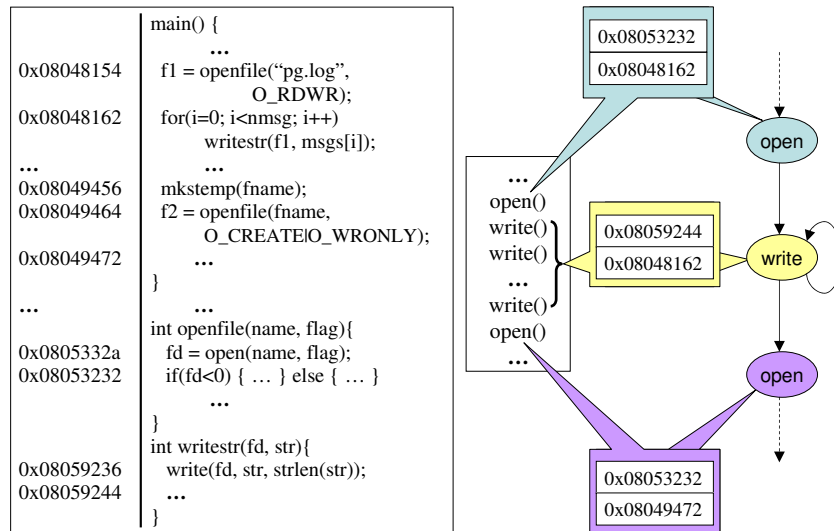 main() {
...
0x08048154 f1 = openfile(“pg.log”,
O_RDWR);
0x08048162 for(i=0; i<nmsg; i++)
writestr(f1, msgs[i]);
... ...
0x08049456 mkstemp(fname);
0x08049464 f2 = openfile(fname,
O_CREATE|O_WRONLY);
0x08049472 ...
}
... ...
int openfile(name, flag){
0x0805332a fd = open(name, flag);
0x08053232 if(fd<0) { … } else { … }
...
}
int writestr(fd, str){
0x08059236 write(fd, str, strlen(str));
0x08059244 ...
}
...
open()
write()
write()
...
write()
open()
...
0x08053232
0x08048162
0x08059244
0x08048162
0x08053232
0x08049472
open
write
open